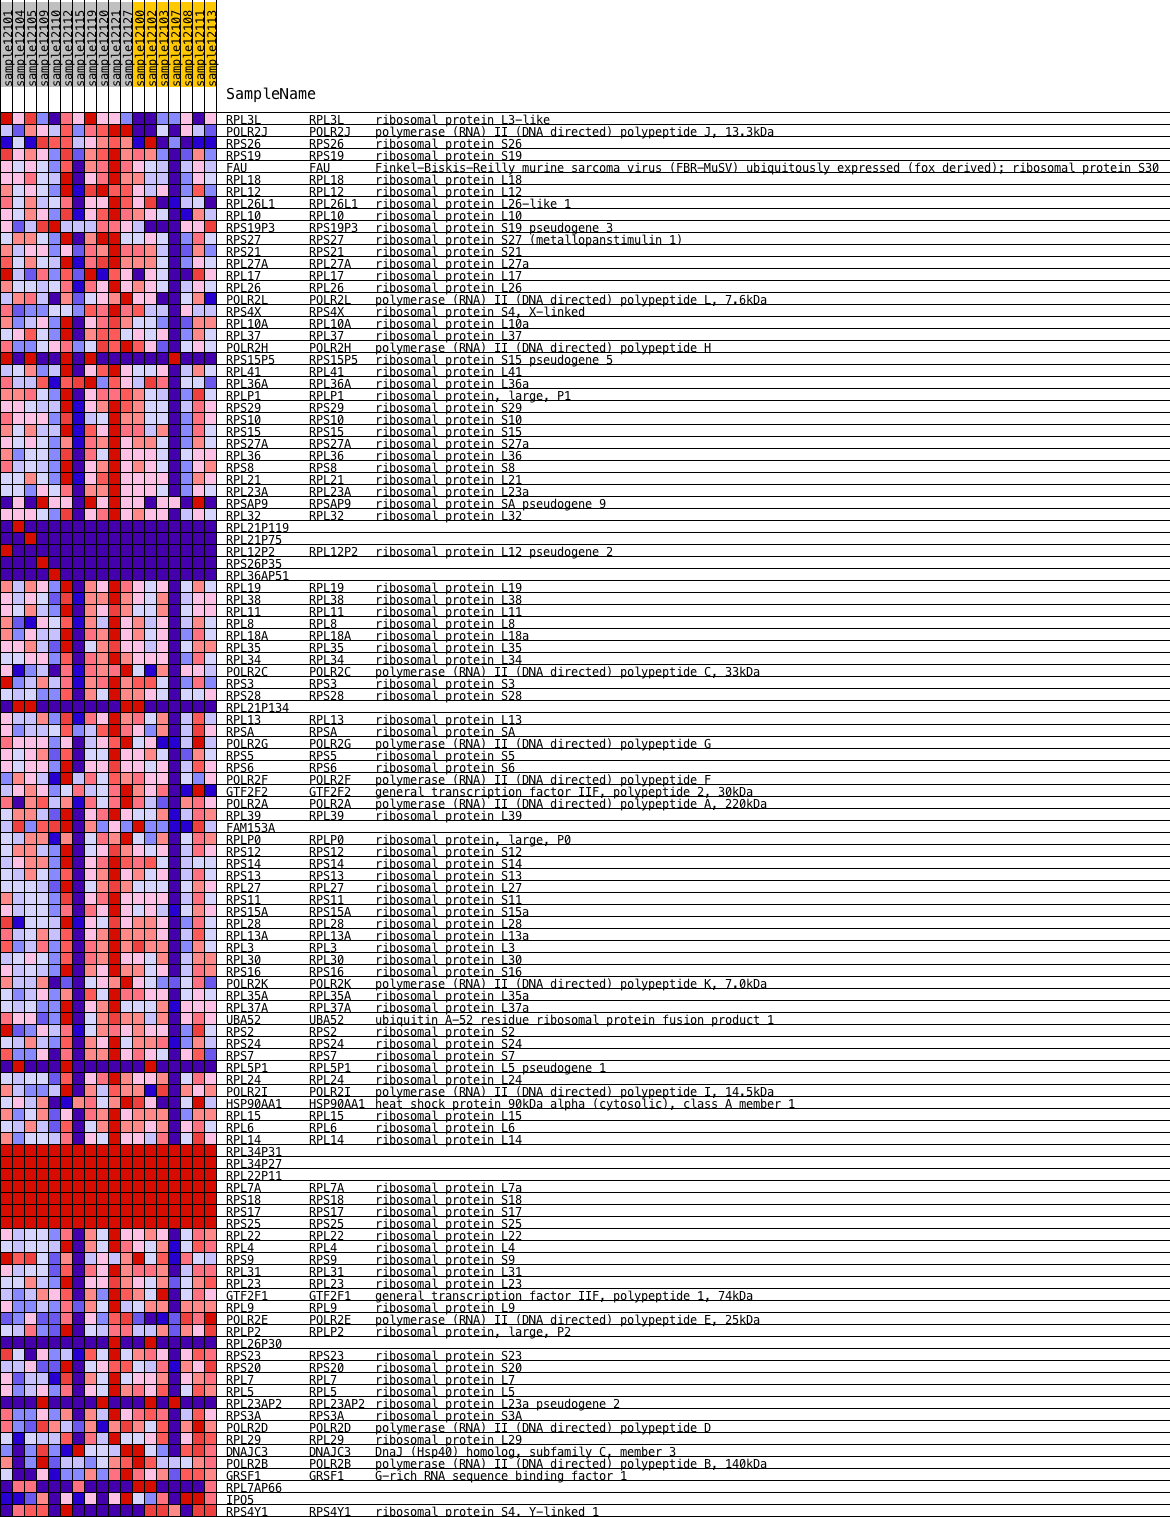 sample12101
sample12104
sample12105
sample12109
sample12110
sample12112
sample12115
sample12119
sample12120
sample12121
sample12127
sample12100
sample12102
sample12103
sample12107
sample12108
sample12111
sample12113
SampleName
RPL3L RPL3L ribosomal protein L3-like
POLR2J POLR2J polymerase (RNA) II (DNA directed) polypeptide J, 13.3kDa
RPS26 RPS26 ribosomal protein S26
RPS19 RPS19 ribosomal protein S19
FAU FAU Finkel-Biskis-Reilly murine sarcoma virus (FBR-MuSV) ubiquitously expressed (fox derived); ribosomal protein S30
RPL18 RPL18 ribosomal protein L18
RPL12 RPL12 ribosomal protein L12
RPL26L1 RPL26L1 ribosomal protein L26-like 1
RPL10 RPL10 ribosomal protein L10
RPS19P3 RPS19P3 ribosomal protein S19 pseudogene 3
RPS27 RPS27 ribosomal protein S27 (metallopanstimulin 1)
RPS21 RPS21 ribosomal protein S21
RPL27A RPL27A ribosomal protein L27a
RPL17 RPL17 ribosomal protein L17
RPL26 RPL26 ribosomal protein L26
POLR2L POLR2L polymerase (RNA) II (DNA directed) polypeptide L, 7.6kDa
RPS4X RPS4X ribosomal protein S4, X-linked
RPL10A RPL10A ribosomal protein L10a
RPL37 RPL37 ribosomal protein L37
POLR2H POLR2H polymerase (RNA) II (DNA directed) polypeptide H
RPS15P5 RPS15P5 ribosomal protein S15 pseudogene 5
RPL41 RPL41 ribosomal protein L41
RPL36A RPL36A ribosomal protein L36a
RPLP1 RPLP1 ribosomal protein, large, P1
RPS29 RPS29 ribosomal protein S29
RPS10 RPS10 ribosomal protein S10
RPS15 RPS15 ribosomal protein S15
RPS27A RPS27A ribosomal protein S27a
RPL36 RPL36 ribosomal protein L36
RPS8 RPS8 ribosomal protein S8
RPL21 RPL21 ribosomal protein L21
RPL23A RPL23A ribosomal protein L23a
RPSAP9 RPSAP9 ribosomal protein SA pseudogene 9
RPL32 RPL32 ribosomal protein L32
RPL21P119
RPL21P75
RPL12P2 RPL12P2 ribosomal protein L12 pseudogene 2
RPS26P35
RPL36AP51
RPL19 RPL19 ribosomal protein L19
RPL38 RPL38 ribosomal protein L38
RPL11 RPL11 ribosomal protein L11
RPL8 RPL8 ribosomal protein L8
RPL18A RPL18A ribosomal protein L18a
RPL35 RPL35 ribosomal protein L35
RPL34 RPL34 ribosomal protein L34
POLR2C POLR2C polymerase (RNA) II (DNA directed) polypeptide C, 33kDa
RPS3 RPS3 ribosomal protein S3
RPS28 RPS28 ribosomal protein S28
RPL21P134
RPL13 RPL13 ribosomal protein L13
RPSA RPSA ribosomal protein SA
POLR2G POLR2G polymerase (RNA) II (DNA directed) polypeptide G
RPS5 RPS5 ribosomal protein S5
RPS6 RPS6 ribosomal protein S6
POLR2F POLR2F polymerase (RNA) II (DNA directed) polypeptide F
GTF2F2 GTF2F2 general transcription factor IIF, polypeptide 2, 30kDa
POLR2A POLR2A polymerase (RNA) II (DNA directed) polypeptide A, 220kDa
RPL39 RPL39 ribosomal protein L39
FAM153A
RPLP0 RPLP0 ribosomal protein, large, P0
RPS12 RPS12 ribosomal protein S12
RPS14 RPS14 ribosomal protein S14
RPS13 RPS13 ribosomal protein S13
RPL27 RPL27 ribosomal protein L27
RPS11 RPS11 ribosomal protein S11
RPS15A RPS15A ribosomal protein S15a
RPL28 RPL28 ribosomal protein L28
RPL13A RPL13A ribosomal protein L13a
RPL3 RPL3 ribosomal protein L3
RPL30 RPL30 ribosomal protein L30
RPS16 RPS16 ribosomal protein S16
POLR2K POLR2K polymerase (RNA) II (DNA directed) polypeptide K, 7.0kDa
RPL35A RPL35A ribosomal protein L35a
RPL37A RPL37A ribosomal protein L37a
UBA52 UBA52 ubiquitin A-52 residue ribosomal protein fusion product 1
RPS2 RPS2 ribosomal protein S2
RPS24 RPS24 ribosomal protein S24
RPS7 RPS7 ribosomal protein S7
RPL5P1 RPL5P1 ribosomal protein L5 pseudogene 1
RPL24 RPL24 ribosomal protein L24
POLR2I POLR2I polymerase (RNA) II (DNA directed) polypeptide I, 14.5kDa
HSP90AA1 HSP90AA1 heat shock protein 90kDa alpha (cytosolic), class A member 1
RPL15 RPL15 ribosomal protein L15
RPL6 RPL6 ribosomal protein L6
RPL14 RPL14 ribosomal protein L14
RPL34P31
RPL34P27
RPL22P11
RPL7A RPL7A ribosomal protein L7a
RPS18 RPS18 ribosomal protein S18
RPS17 RPS17 ribosomal protein S17
RPS25 RPS25 ribosomal protein S25
RPL22 RPL22 ribosomal protein L22
RPL4 RPL4 ribosomal protein L4
RPS9 RPS9 ribosomal protein S9
RPL31 RPL31 ribosomal protein L31
RPL23 RPL23 ribosomal protein L23
GTF2F1 GTF2F1 general transcription factor IIF, polypeptide 1, 74kDa
RPL9 RPL9 ribosomal protein L9
POLR2E POLR2E polymerase (RNA) II (DNA directed) polypeptide E, 25kDa
RPLP2 RPLP2 ribosomal protein, large, P2
RPL26P30
RPS23 RPS23 ribosomal protein S23
RPS20 RPS20 ribosomal protein S20
RPL7 RPL7 ribosomal protein L7
RPL5 RPL5 ribosomal protein L5
RPL23AP2 RPL23AP2 ribosomal protein L23a pseudogene 2
RPS3A RPS3A ribosomal protein S3A
POLR2D POLR2D polymerase (RNA) II (DNA directed) polypeptide D
RPL29 RPL29 ribosomal protein L29
DNAJC3 DNAJC3 DnaJ (Hsp40) homolog, subfamily C, member 3
POLR2B POLR2B polymerase (RNA) II (DNA directed) polypeptide B, 140kDa
GRSF1 GRSF1 G-rich RNA sequence binding factor 1
RPL7AP66
IPO5
RPS4Y1 RPS4Y1 ribosomal protein S4, Y-linked 1